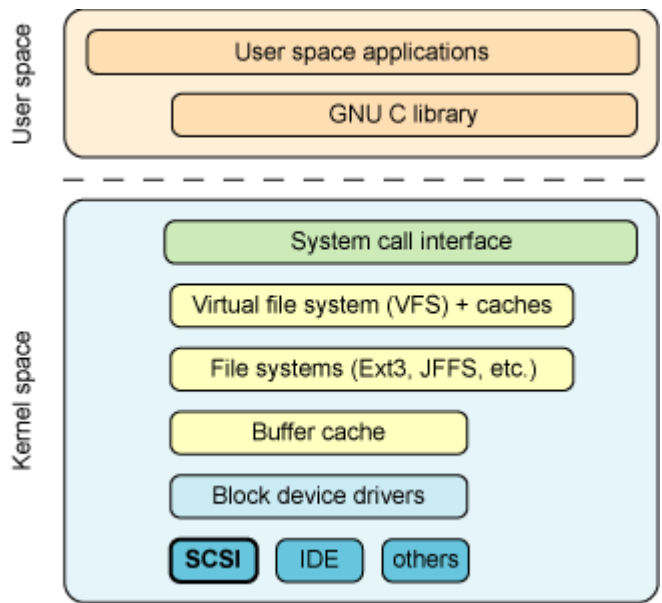 User space
User space applications
GNU C library
Kernel space
System call interface
Virtual file system (VFS) + caches
File systems (Ext3, JFFS, etc.)
Buffer cache
Block device drivers
SCSI
IDE
others